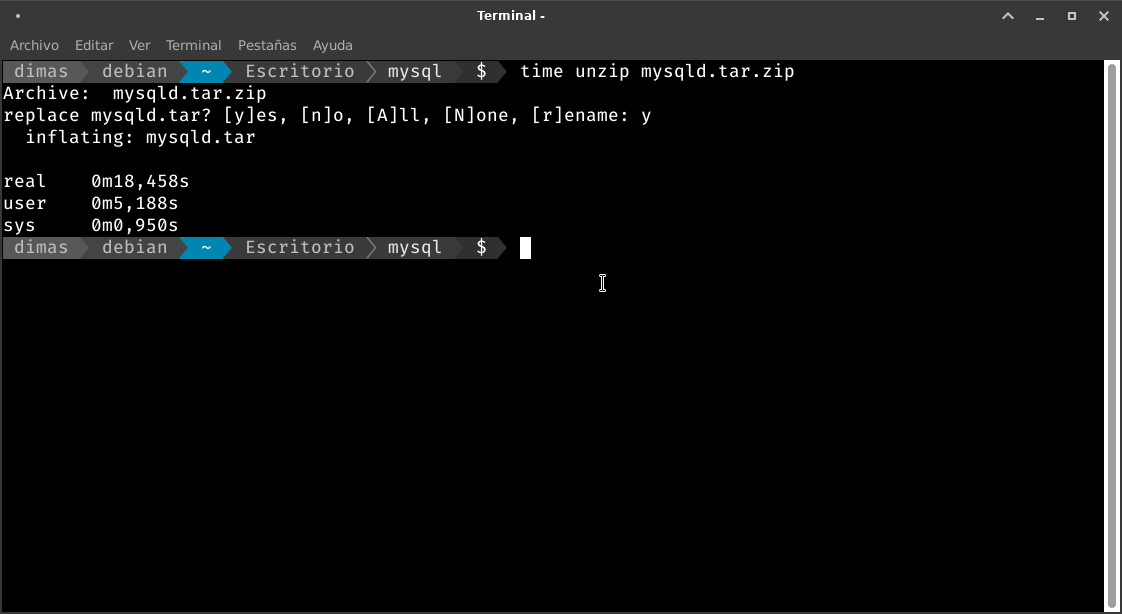 Terminal -
Archivo Editar Ver Terminal Pestañas Ayuda
dimas debian ~ Escritorio mysql $ time unzip mysqld.tar.zip
Archive:  mysqld.tar.zip
replace mysqld.tar? [y]es, [n]o, [A]ll, [N]one, [r]ename: y
  inflating: mysqld.tar
real    0m18,458s
user    0m5,188s
sys     0m0,950s
dimas debian ~ Escritorio mysql $